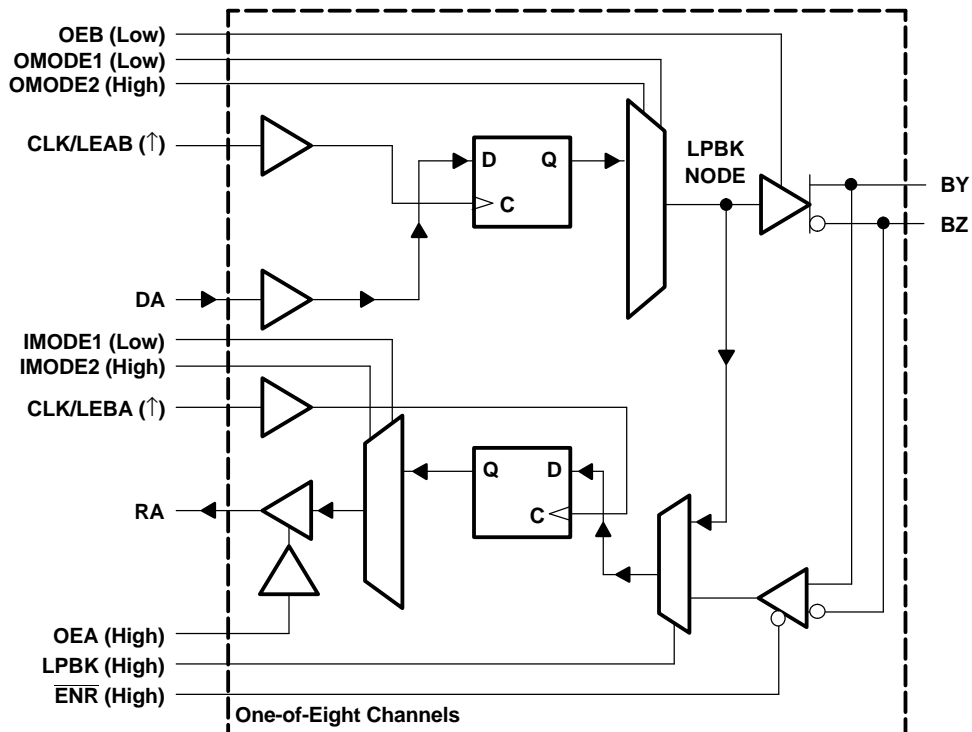 OEB (Low)
OMODE1 (Low)
OMODE2 (High)
CLK/LEAB (↑)
D Q
C
LPBK
NODE
BY
BZ
DA
IMODE1 (Low)
IMODE2 (High)
CLK/LEBA (↑)
Q D
C
RA
OEA (High)
LPBK (High)
E̅N̅R̅ (High)
One-of-Eight Channels